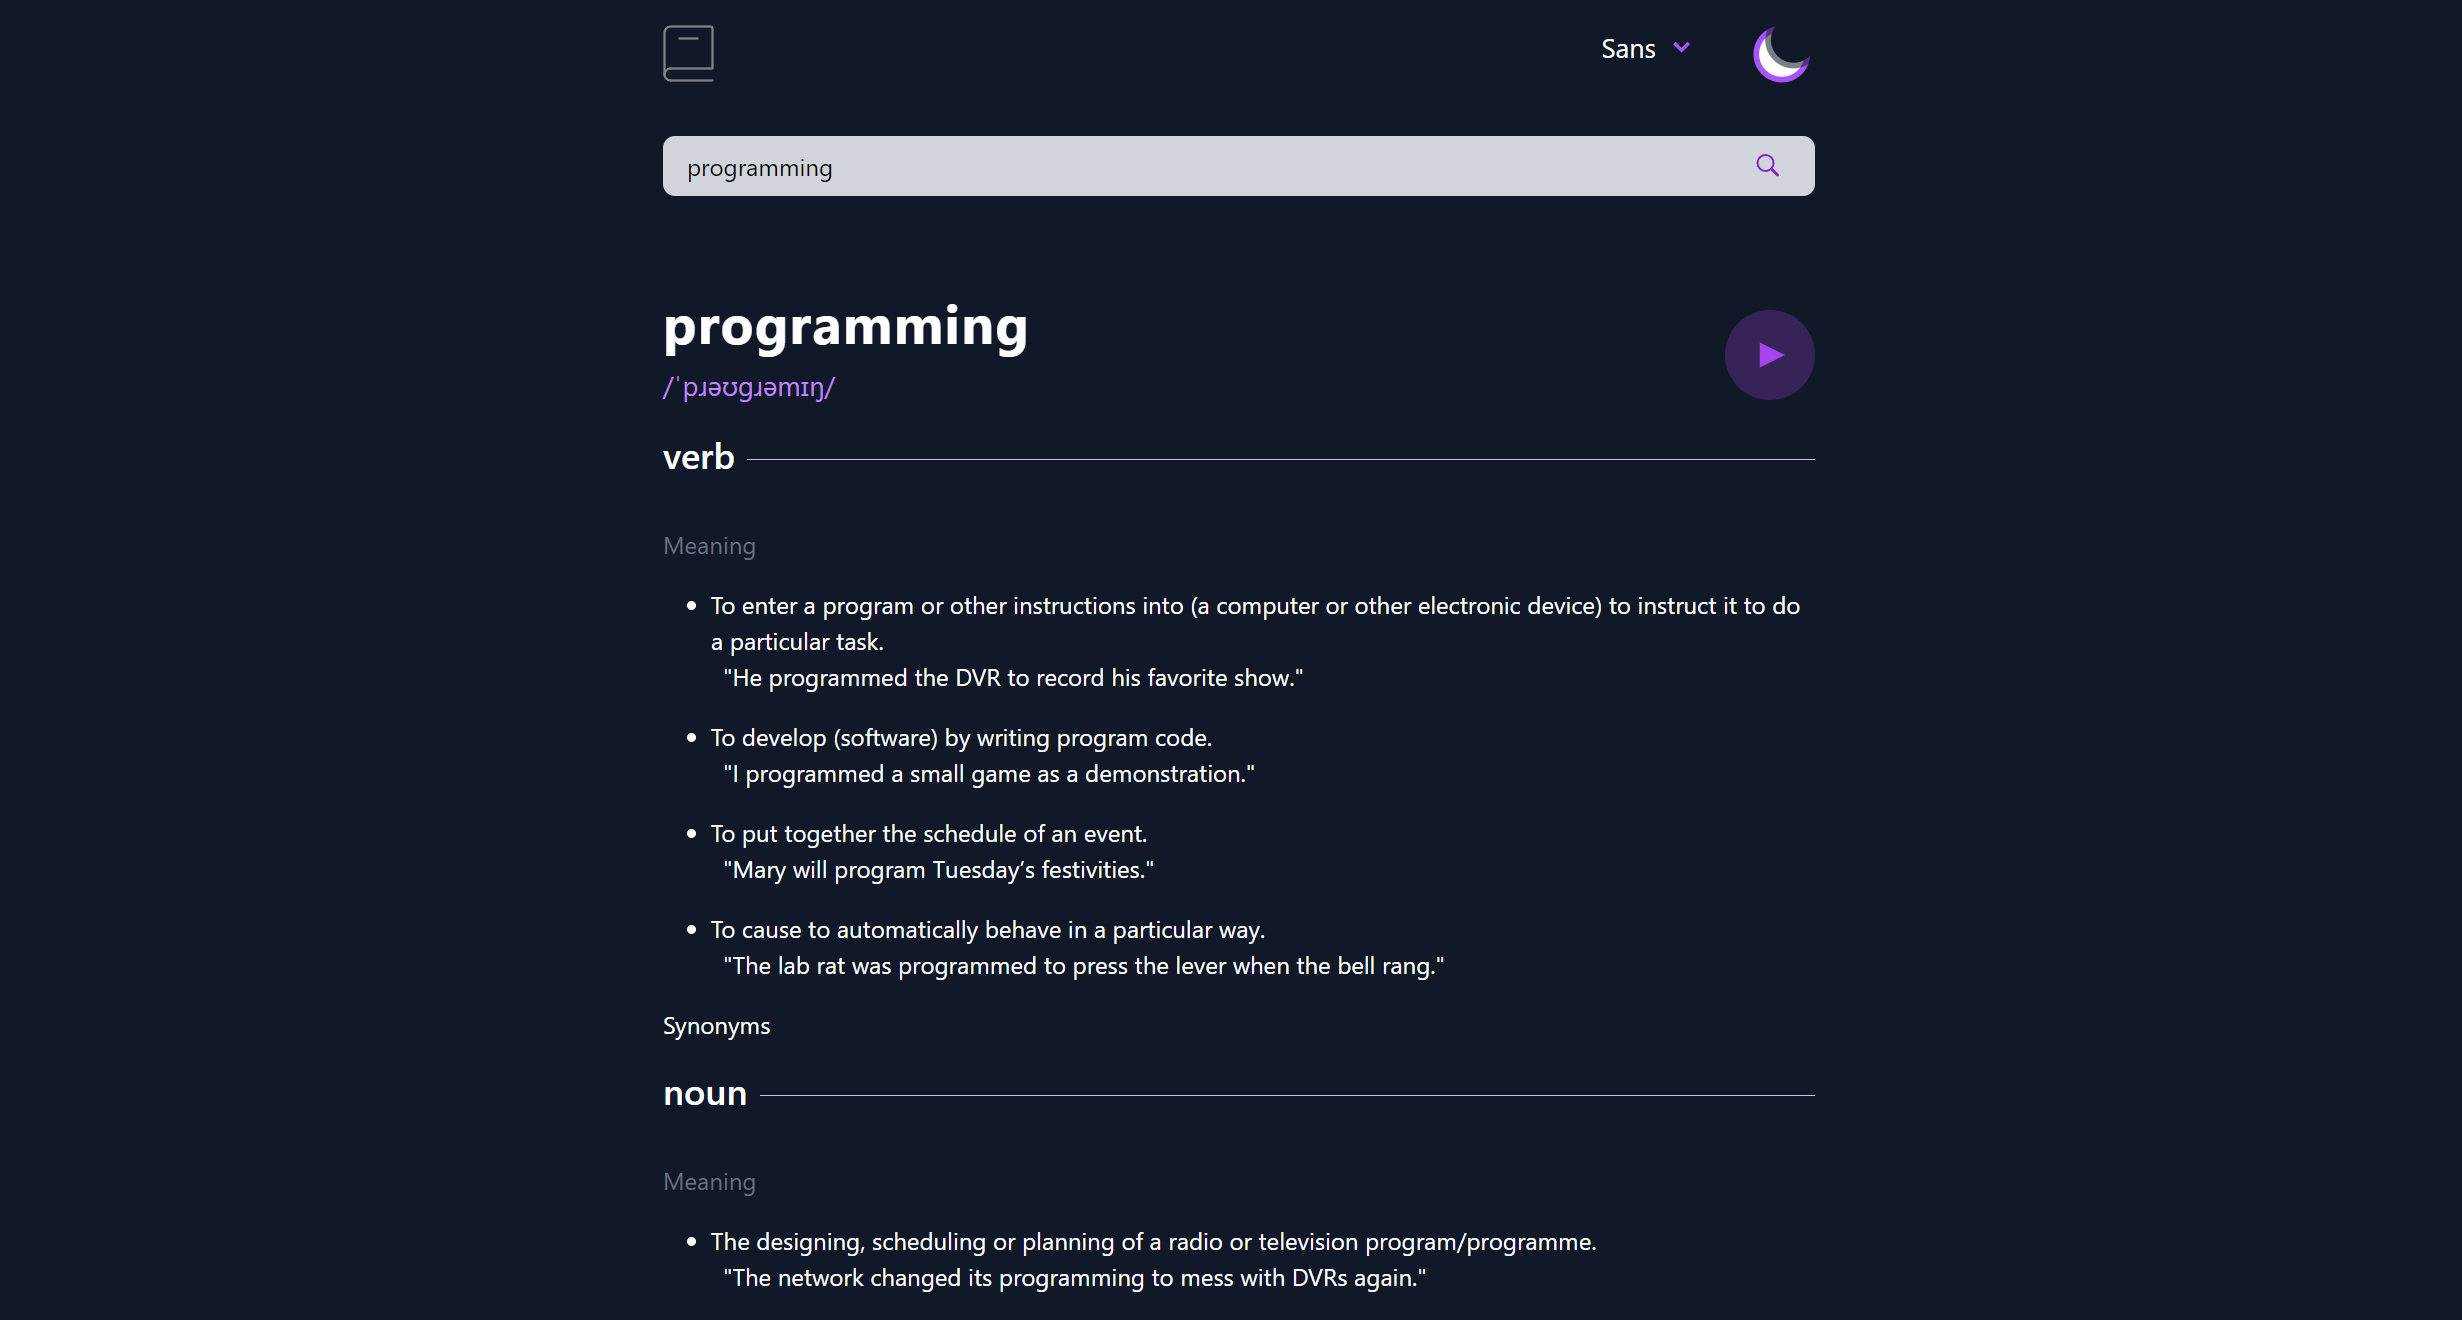 Sans
programming
programming
/ˈpɹəʊɡɹəmɪŋ/
verb
Meaning
To enter a program or other instructions into (a computer or other electronic device) to instruct it to do
a particular task.
"He programmed the DVR to record his favorite show."
To develop (software) by writing program code.
"I programmed a small game as a demonstration."
To put together the schedule of an event.
"Mary will program Tuesday’s festivities."
To cause to automatically behave in a particular way.
"The lab rat was programmed to press the lever when the bell rang."
Synonyms
noun
Meaning
The designing, scheduling or planning of a radio or television program/programme.
"The network changed its programming to mess with DVRs again."